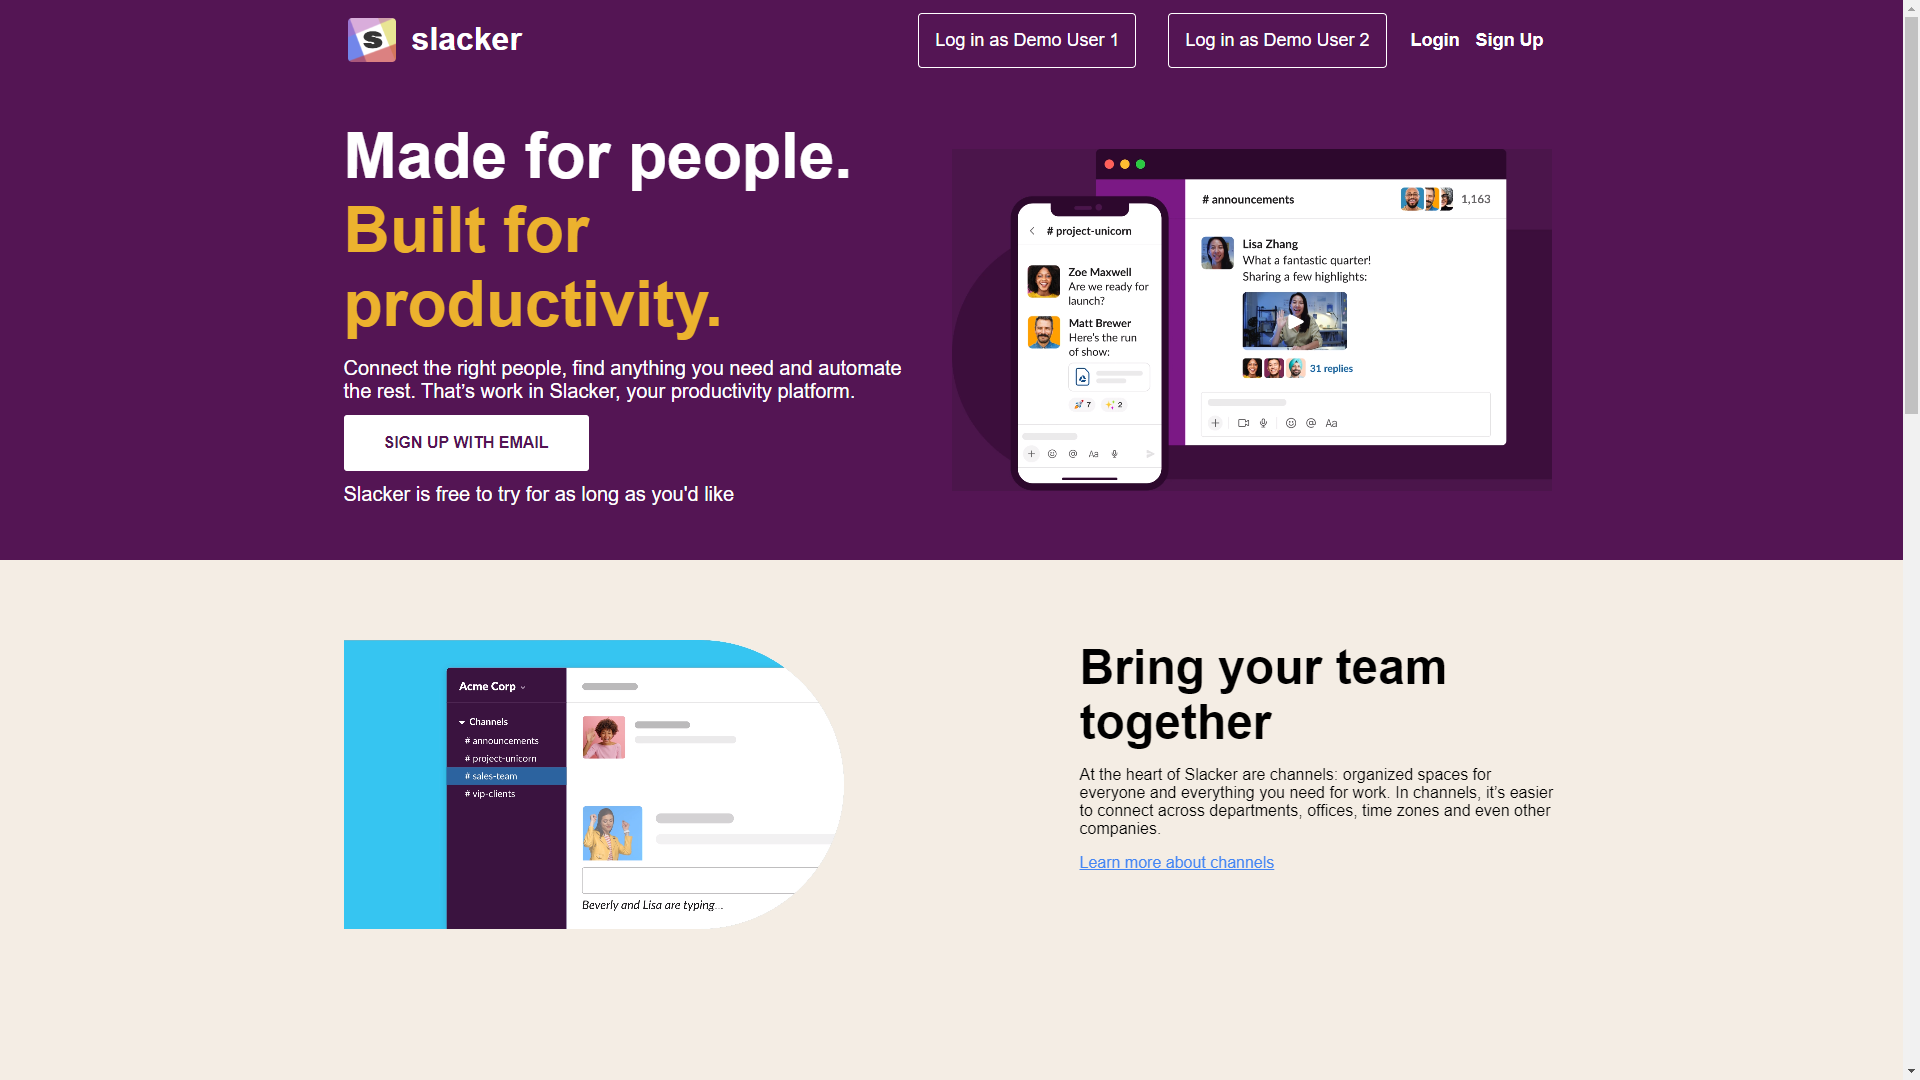 S slacker
Log in as Demo User 1
Log in as Demo User 2
Login
Sign Up
Made for people.
Built for
productivity.
Connect the right people, find anything you need and automate
the rest. That’s work in Slacker, your productivity platform.
SIGN UP WITH EMAIL
Slacker is free to try for as long as you'd like
# project-unicorn
Zoe Maxwell
Are we ready for
launch?
Matt Brewer
Here's the run
of show:
7
2
@ Aa
# announcements
1,163
Lisa Zhang
What a fantastic quarter!
Sharing a few highlights:
31 replies
@ Aa
Acme Corp
Channels
# announcements
# project-unicorn
# sales-team
# vip-clients
Beverly and Lisa are typing...
Bring your team
together
At the heart of Slacker are channels: organized spaces for
everyone and everything you need for work. In channels, it’s easier
to connect across departments, offices, time zones and even other
companies.
Learn more about channels